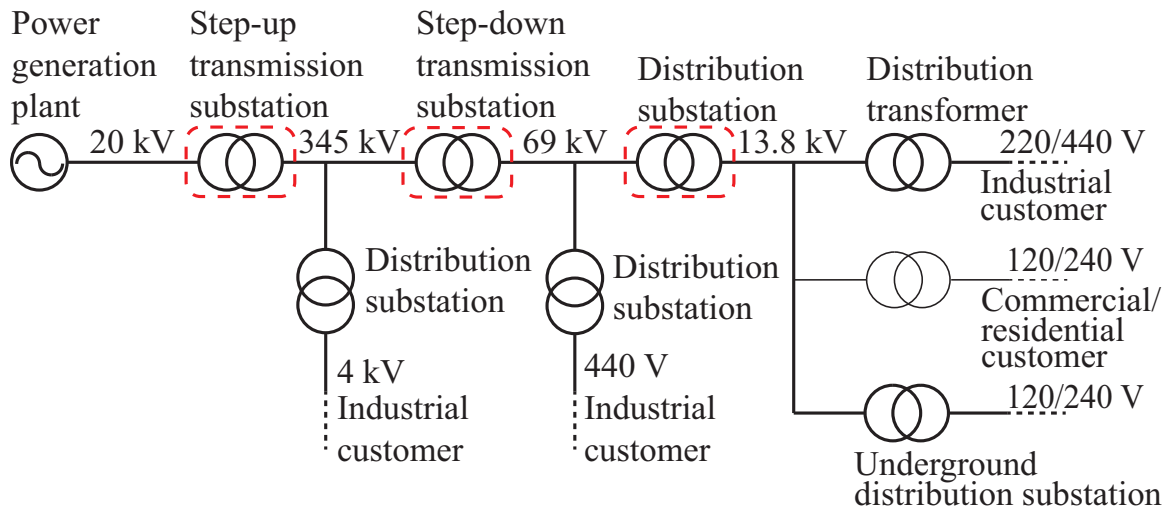 Power
generation
plant
Step-up
transmission
substation
Step-down
transmission
substation
Distribution
substation
Distribution
transformer
20 kV
345 kV
69 kV
13.8 kV
220/440 V
Industrial
customer
Distribution
substation
Distribution
substation
120/240 V
Commercial/
residential
customer
4 kV
Industrial
customer
440 V
Industrial
customer
120/240 V
Underground
distribution substation